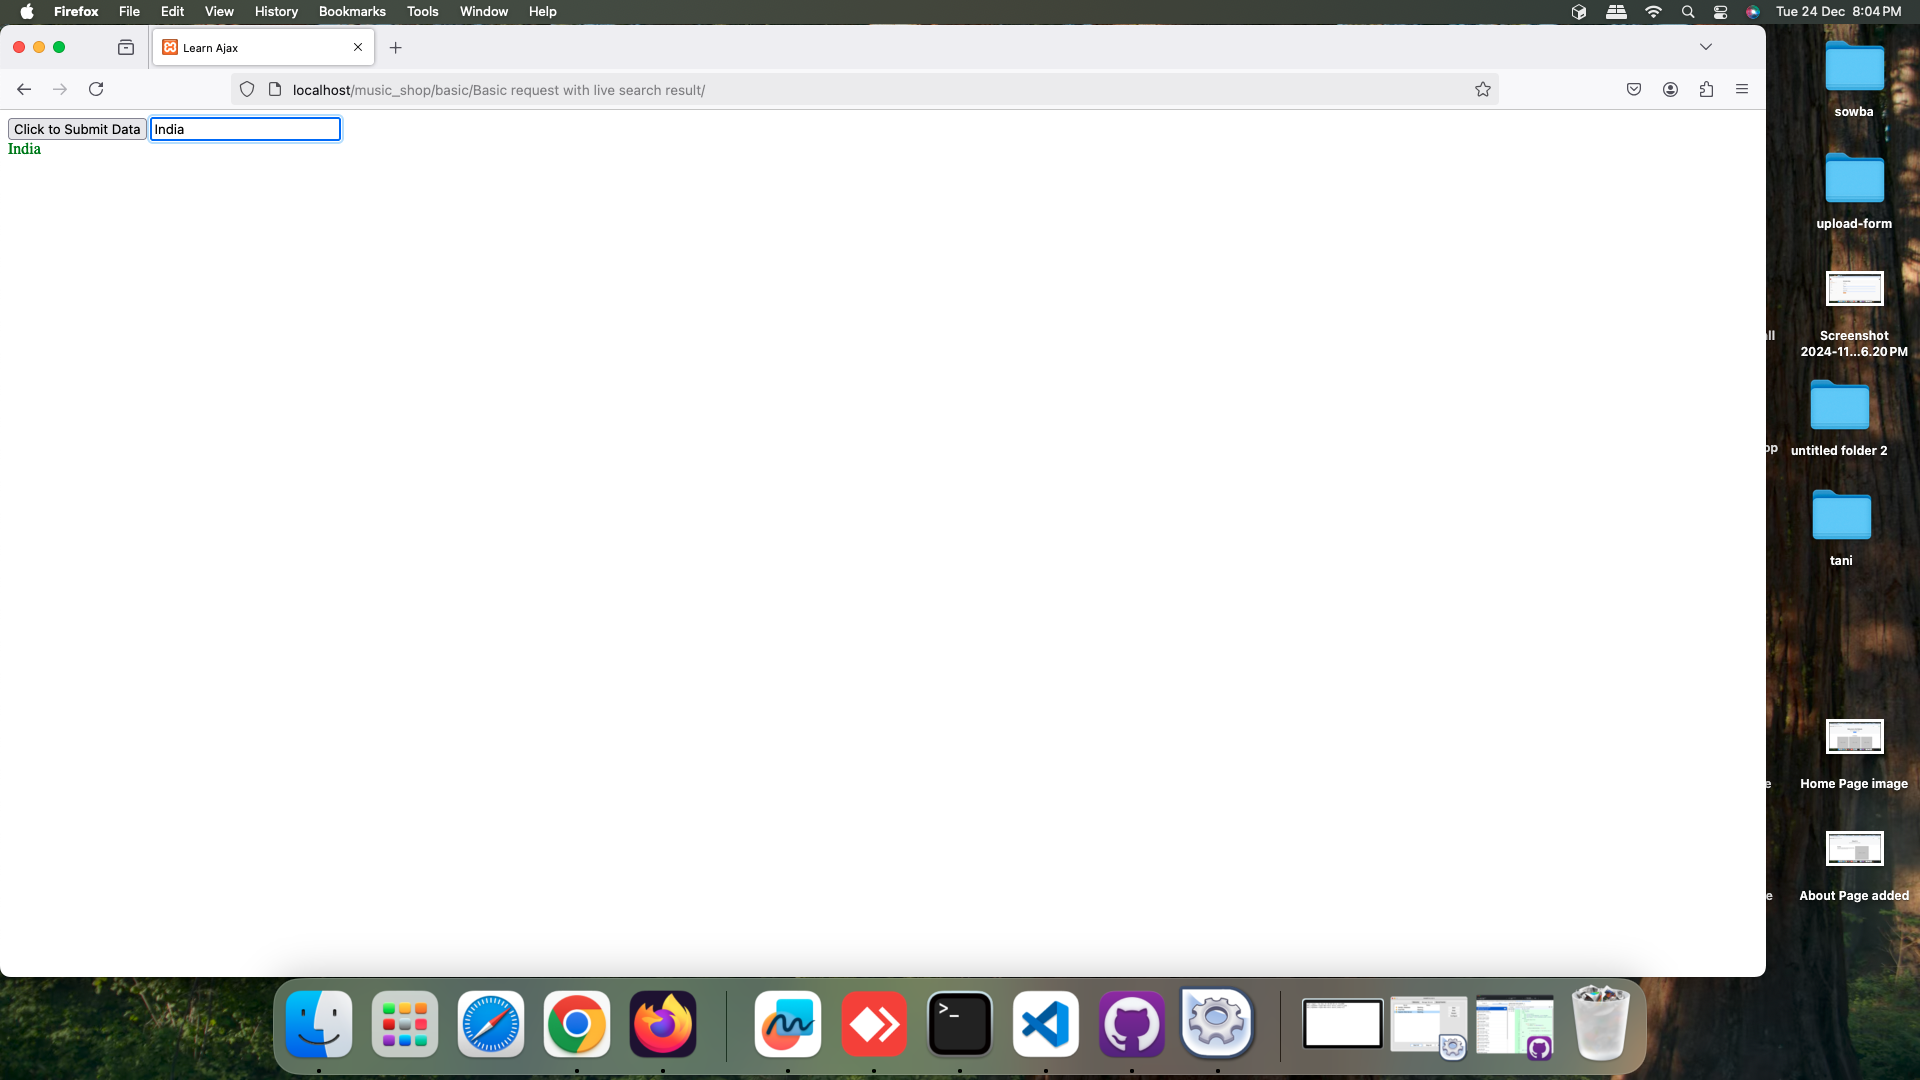 Firefox File Edit View History Bookmarks Tools Window Help Tue 24 Dec 8:04 PM
Learn Ajax
localhost/music_shop/basic/Basic request with live search result/
Click to Submit Data India
India
sowba
upload-form
Screenshot
2024-11...6.20 PM
untitled folder 2
tani
Home Page image
About Page added
>_